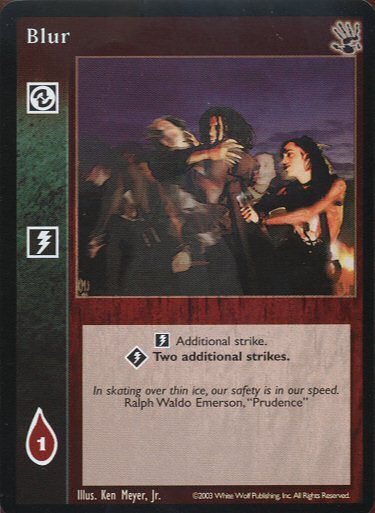 Blur
Additional strike.
Two additional strikes.
In skating over thin ice, our safety is in our speed.
Ralph Waldo Emerson, "Prudence"
1
Illus. Ken Meyer, Jr.
©2003 White Wolf Publishing, Inc. All Rights Reserved.